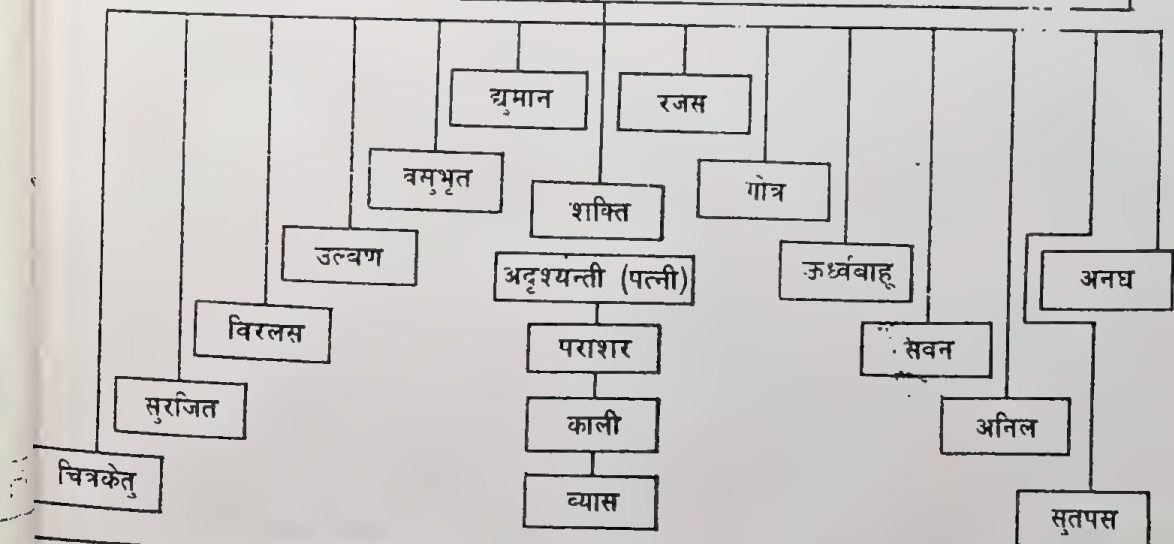 द्युमान
रजस
वसुभृत
गोत्र
शक्ति
उल्वण
अदृश्यन्ती (पत्नी)
ऊर्ध्वबाहू
अनघ
विरलस
पराशर
सवन
सुरजित
काली
अनिल
चित्रकेतु
व्यास
सुतपस